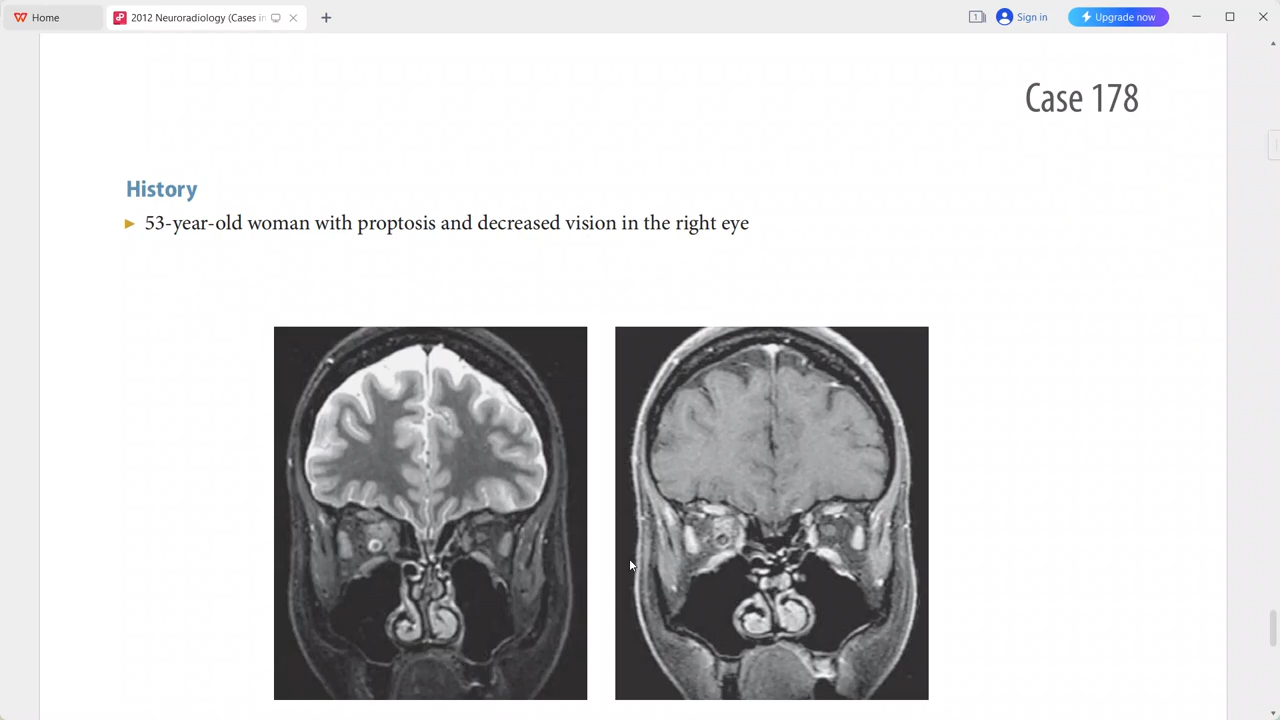 Home
2012 Neuroradiology (Cases in
1
Sign in
Upgrade now
Case 178
History
53-year-old woman with proptosis and decreased vision in the right eye